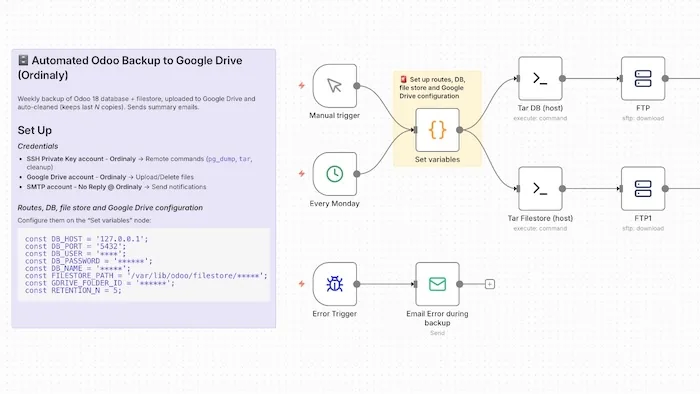 🗄️ Automated Odoo Backup to Google Drive
(Ordinaly)
Weekly backup of Odoo 18 database + filestore, uploaded to Google Drive and
auto-cleaned (keeps last N copies). Sends summary emails.
Set Up
Credentials
• SSH Private Key account - Ordinaly → Remote commands (pg_dump, tar,
cleanup)
• Google Drive account - Ordinaly → Upload/Delete files
• SMTP account - No Reply @ Ordinaly → Send notifications
Routes, DB, file store and Google Drive configuration
Configure them on the "Set variables" node:
const DB_HOST = '127.0.0.1';
const DB_PORT = '5432';
const DB_USER = '****';
const DB_PASSWORD = '******';
const DB_NAME = '*****';
const FILESTORE_PATH = '/var/lib/odoo/filestore/*****';
const GDRIVE_FOLDER_ID = '******';
const RETENTION_N = 5;
Manual trigger
Every Monday
🚨 Set up routes, DB,
file store and Google
Drive configuration
Set variables
Tar DB (host)
execute: command
FTP
sftp: download
Tar Filestore (host)
execute: command
FTP1
sftp: download
Error Trigger
Email Error during
backup
Send